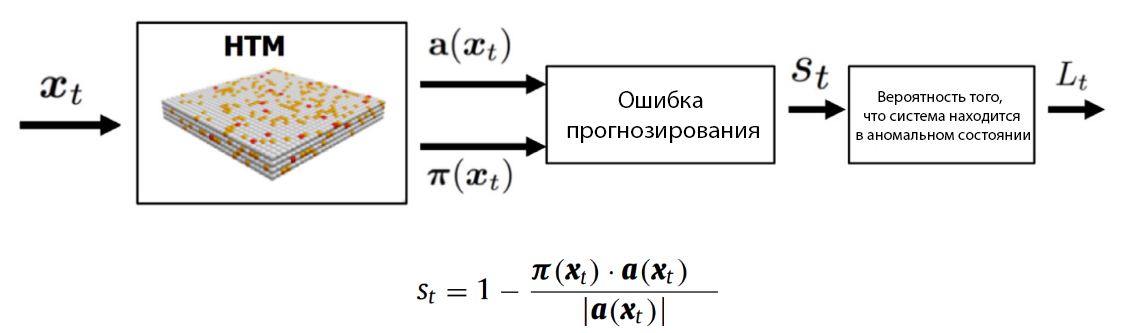 HTM
x_t
a(x_t)
π(x_t)
Ошибка
прогнозирования
s_t
Вероятность того,
что система находится
в аномальном состоянии
L_t
s_t = 1 − π(x_t) · a(x_t) / |a(x_t)|